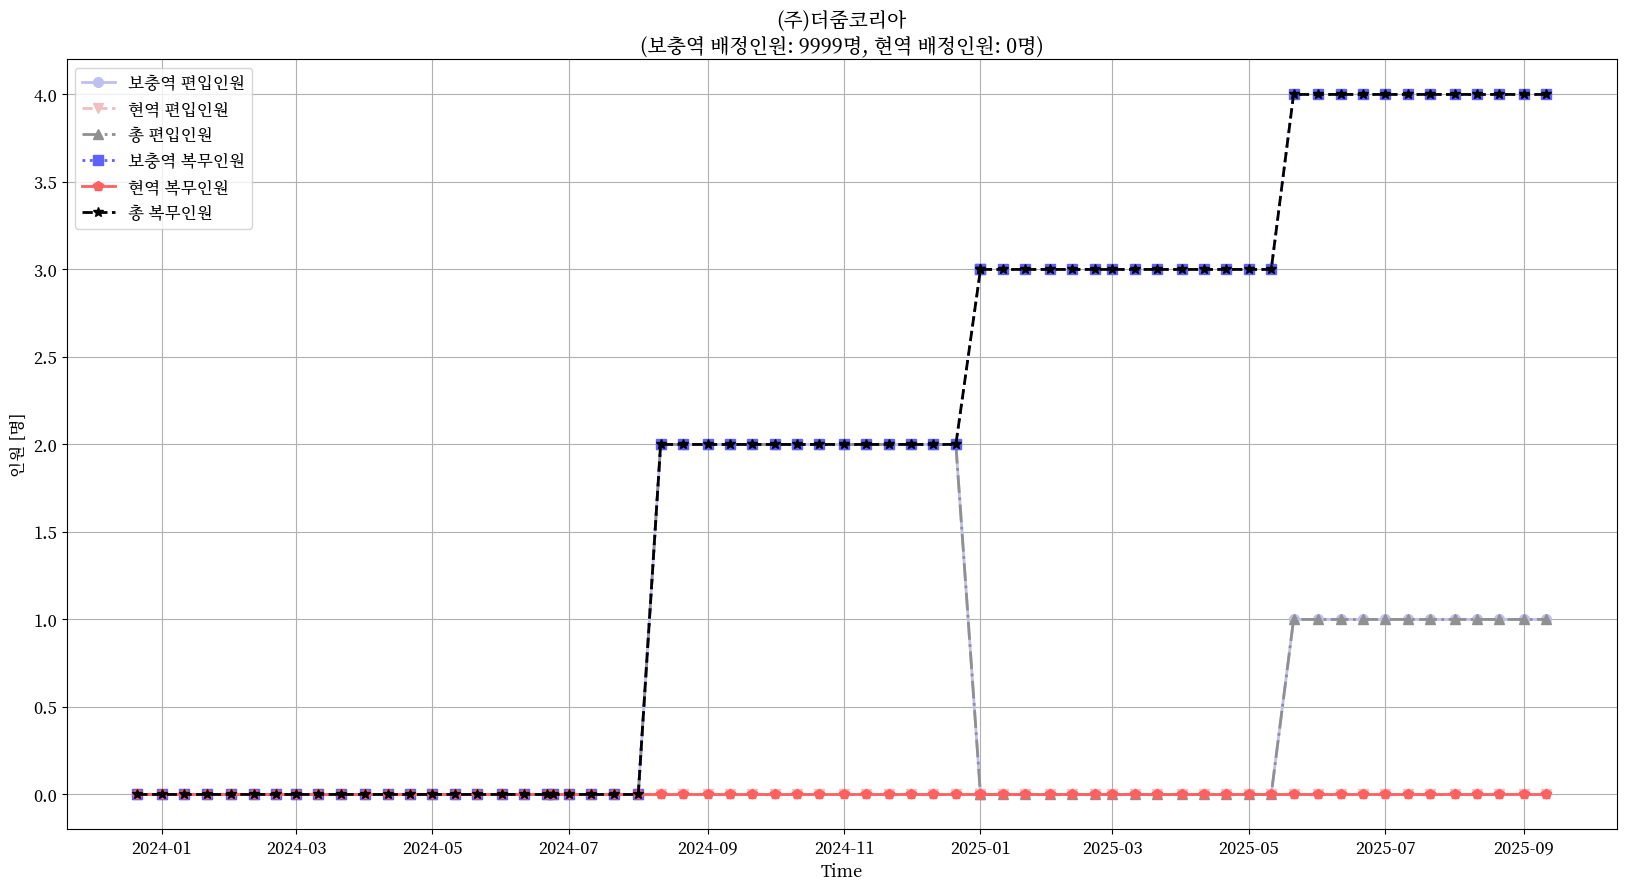 (주)더줌코리아
(보충역 배정인원: 9999명, 현역 배정인원: 0명)
보충역 편입인원
현역 편입인원
총 편입인원
보충역 복무인원
현역 복무인원
총 복무인원
4.0
3.5
3.0
2.5
2.0
1.5
1.0
0.5
0.0
인원 [명]
2024-01
2024-03
2024-05
2024-07
2024-09
2024-11
2025-01
2025-03
2025-05
2025-07
2025-09
Time